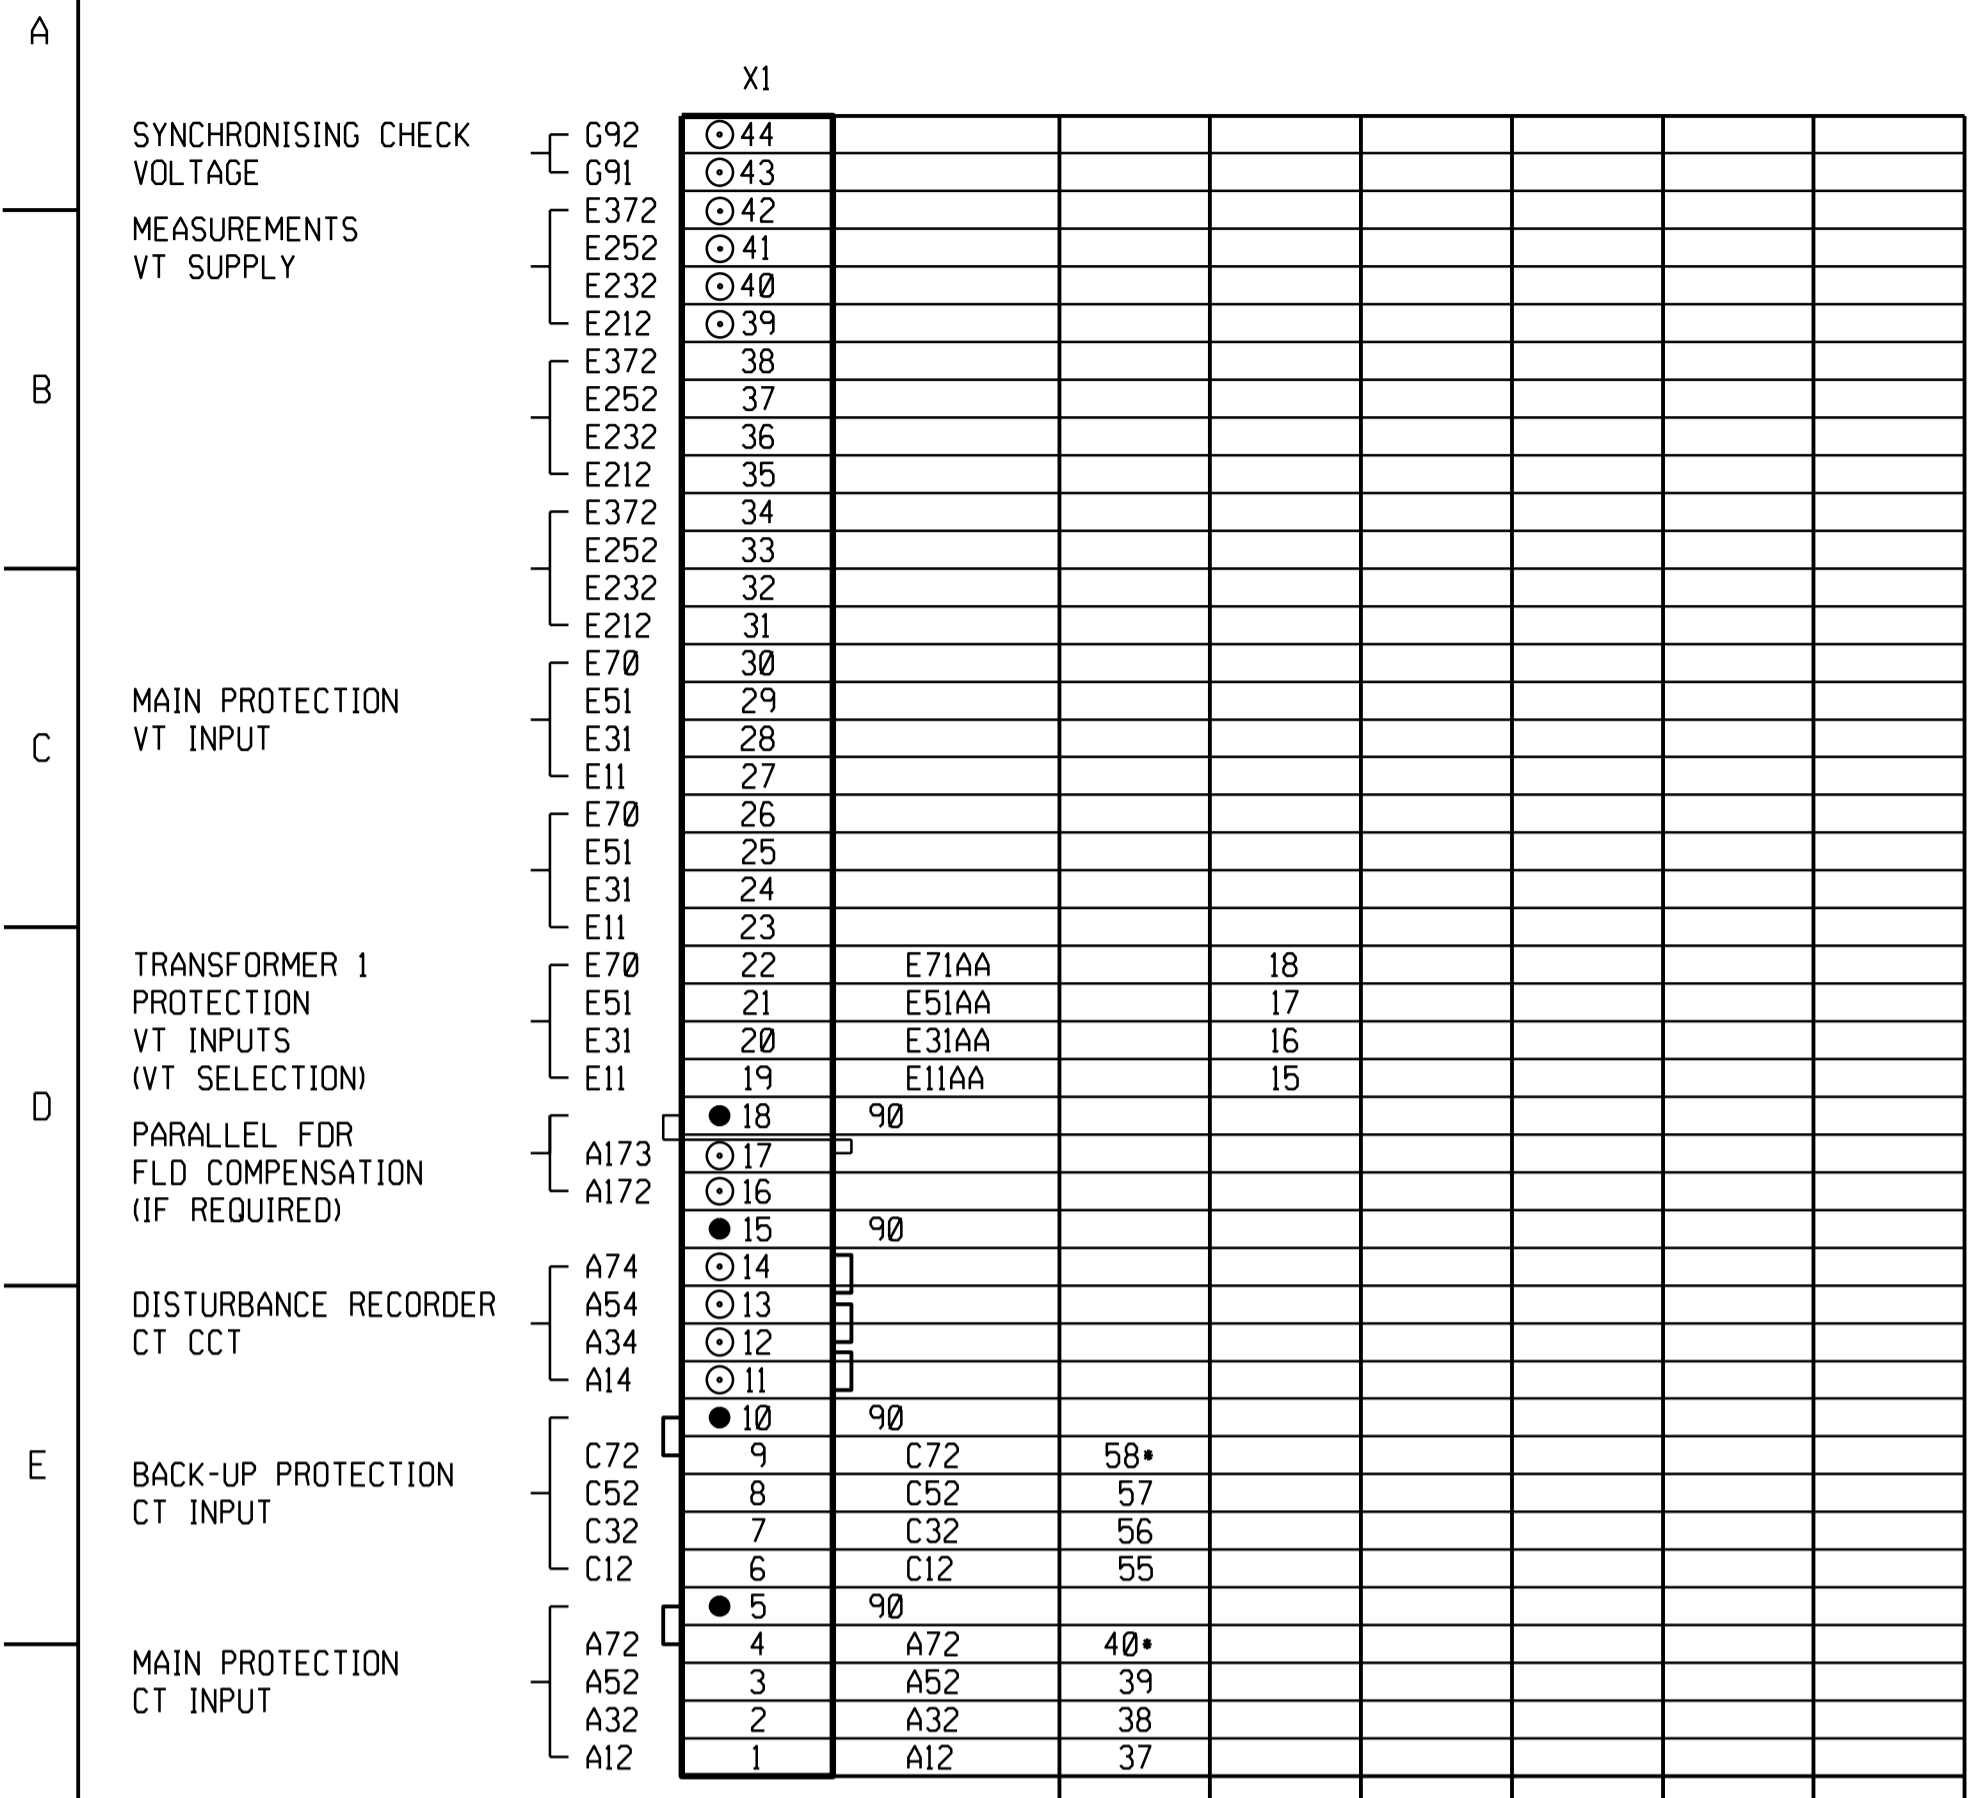 A
X1
SYNCHRONISING CHECK G92 44
VOLTAGE G91 43
E372 42
MEASUREMENTS
E252 41
VT SUPPLY
E232 40
E212 39
E372 38
B
E252 37
E232 36
E212 35
E372 34
E252 33
E232 32
E212 31
E70 30
MAIN PROTECTION E51 29
VT INPUT E31 28
C
E11 27
E70 26
E51 25
E31 24
E11 23
TRANSFORMER 1 E70 22 E71AA 18
PROTECTION E51 21 E51AA 17
VT INPUTS E31 20 E31AA 16
(VT SELECTION) E11 19 E11AA 15
D
18 90
PARALLEL FDR
A173 17
FLD COMPENSATION
A172 16
(IF REQUIRED)
15 90
A74 14
DISTURBANCE RECORDER A54 13
CT CCT A34 12
A14 11
10 90
E
C72 9 C72 58*
BACK-UP PROTECTION
C52 8 C52 57
CT INPUT
C32 7 C32 56
C12 6 C12 55
5 90
A72 4 A72 40*
MAIN PROTECTION
A52 3 A52 39
CT INPUT
A32 2 A32 38
A12 1 A12 37